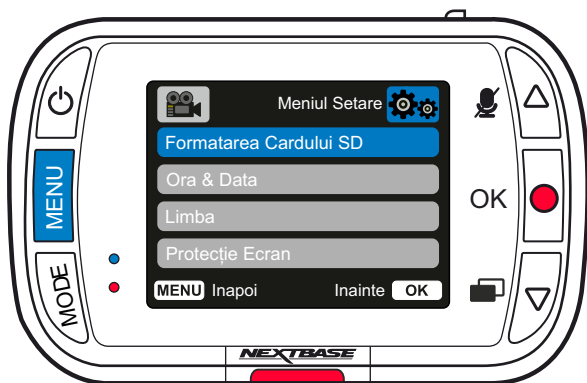 Meniul Setare
Formatarea Cardului SD
MENU
Ora & Data
OK
Limba
Protecție Ecran
MODE
MENU Inapoi
Inainte OK
NEXTBASE